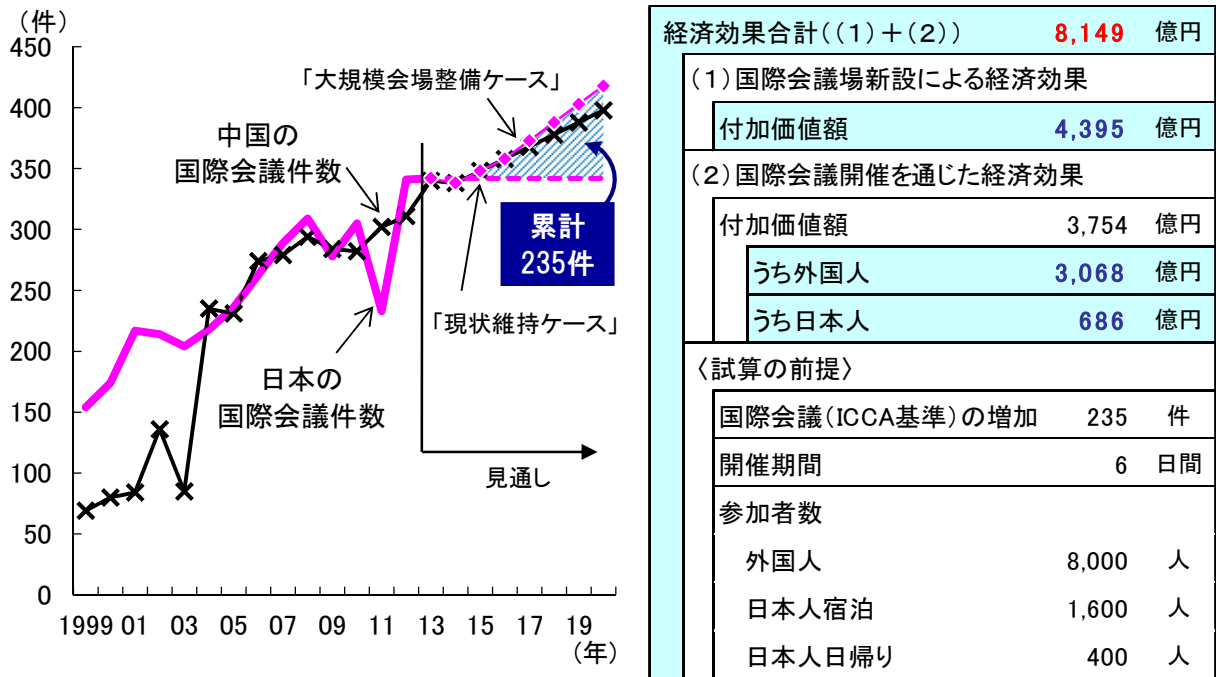 (件)
450
400
350
300
250
200
150
100
50
0
1999 01 03 05 07 09 11 13 15 17 19
(年)
「大規模会場整備ケース」
中国の
国際会議件数
累計
235件
「現状維持ケース」
日本の
国際会議件数
見通し
経済効果合計((1)+(2)) 8,149 億円
(1)国際会議場新設による経済効果
付加価値額 4,395 億円
(2)国際会議開催を通じた経済効果
付加価値額 3,754 億円
うち外国人 3,068 億円
うち日本人 686 億円
〈試算の前提〉
国際会議(ICCA基準)の増加 235 件
開催期間 6 日間
参加者数
外国人 8,000 人
日本人宿泊 1,600 人
日本人日帰り 400 人